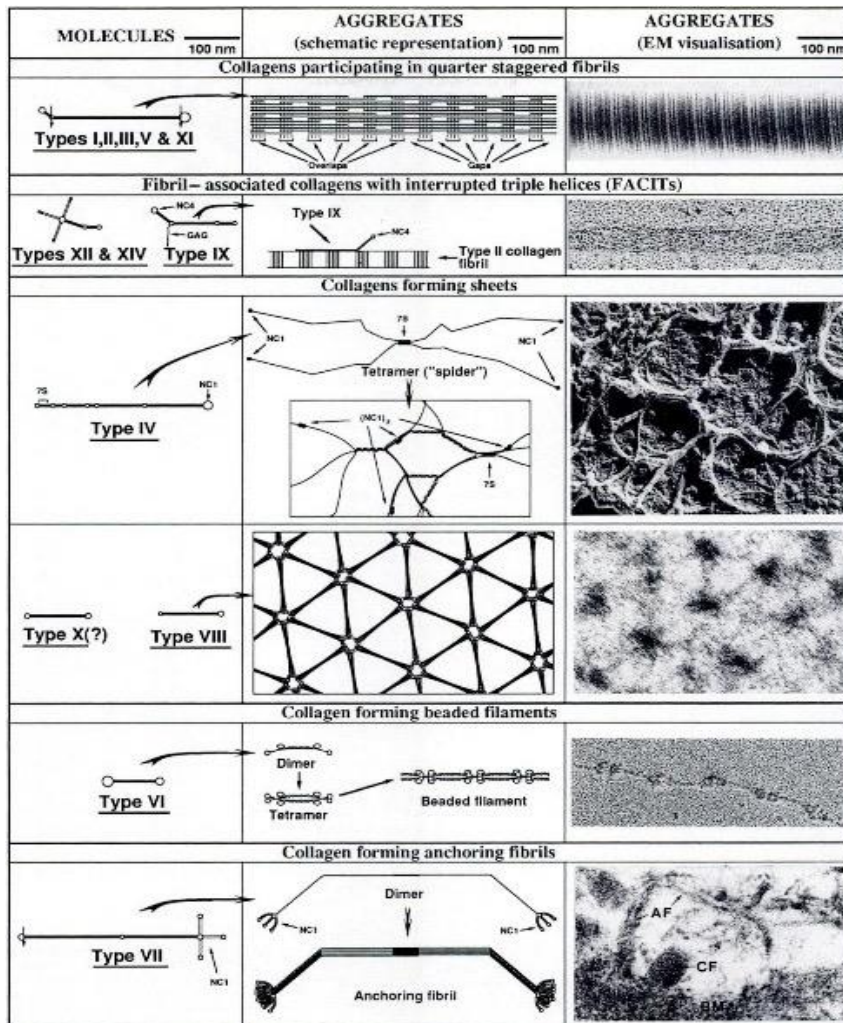 MOLECULES
100 nm
AGGREGATES
(schematic representation)
100 nm
AGGREGATES
(EM visualisation)
100 nm
Collagens participating in quarter staggered fibrils
Types I,II,III,V & XI
Overlaps
Gaps
Fibril– associated collagens with interrupted triple helices (FACITs)
NC4
GAG
Types XII & XIV
Type IX
Type IX
NC4
Type II collagen
fibril
Collagens forming sheets
7S
NC1
Type IV
NC1
7S
NC1
Tetramer ("spider")
(NC1)2
7S
Type X(?)
Type VIII
Collagen forming beaded filaments
Type VI
Dimer
Tetramer
Beaded filament
Collagen forming anchoring fibrils
Type VII
NC1
Dimer
NC1
NC1
Anchoring fibril
AF
CF
BM